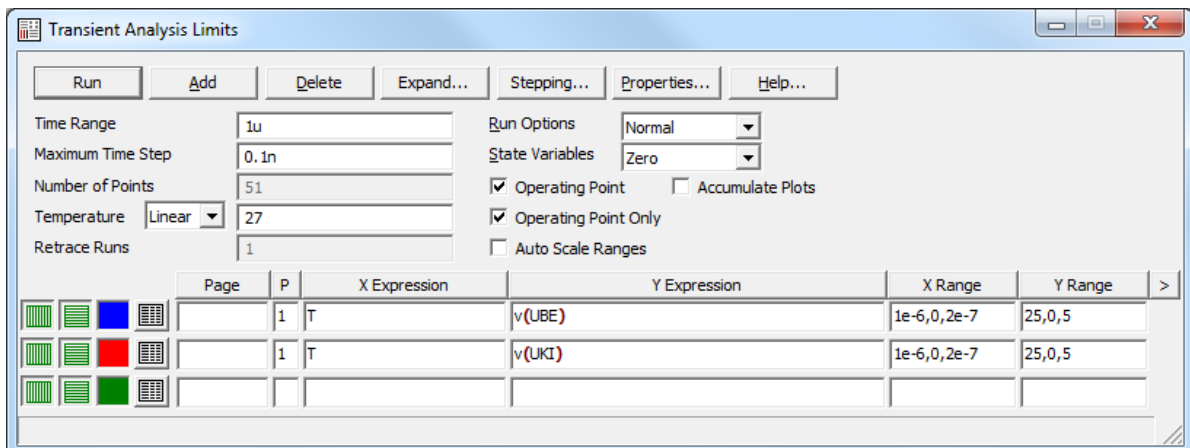 Transient Analysis Limits
Run Add Delete Expand... Stepping... Properties... Help...
Time Range 1u Run Options Normal
Maximum Time Step 0.1n State Variables Zero
Number of Points 51 Operating Point Accumulate Plots
Temperature Linear 27 Operating Point Only
Retrace Runs 1 Auto Scale Ranges
Page P X Expression Y Expression X Range Y Range >
1 T v(UBE) 1e-6,0,2e-7 25,0,5
1 T v(UKI) 1e-6,0,2e-7 25,0,5